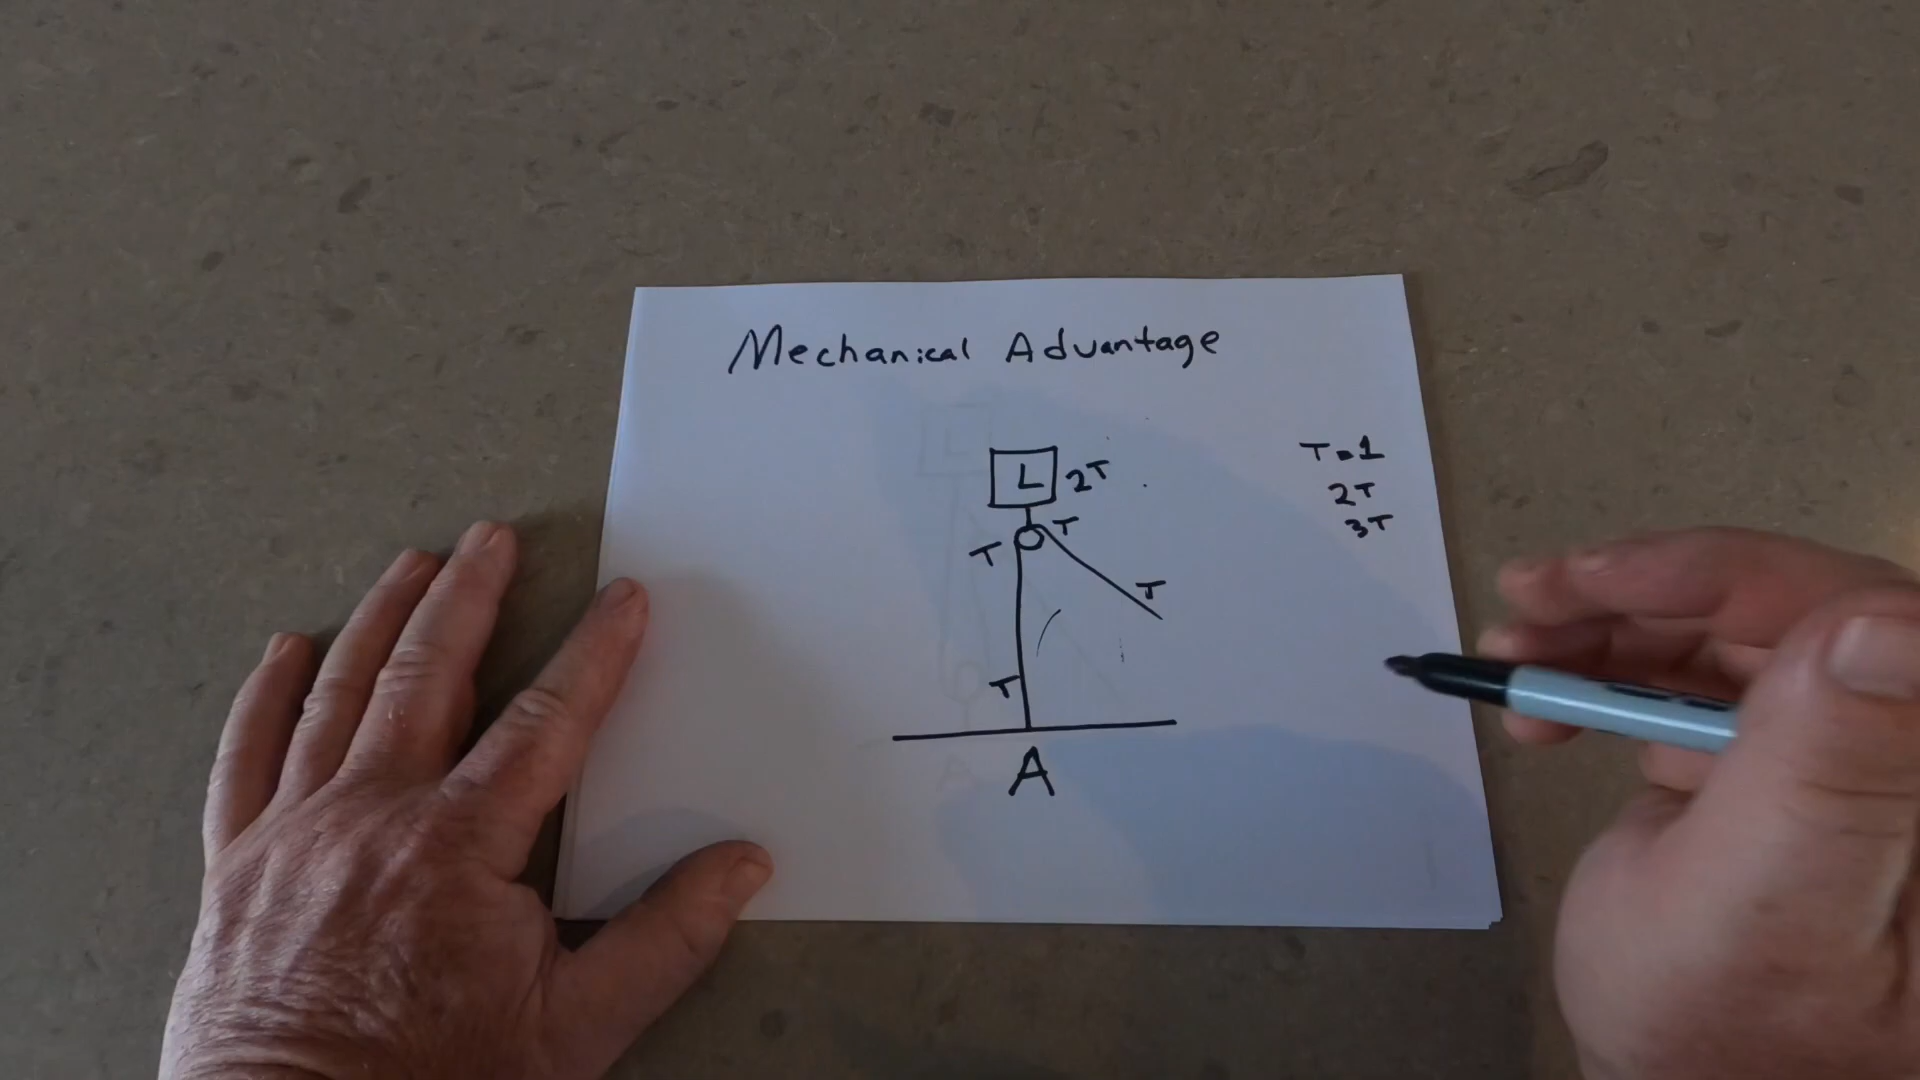 Mechanical Advantage
L 2T
T = 1
2T
3T
T
T
T
T
A